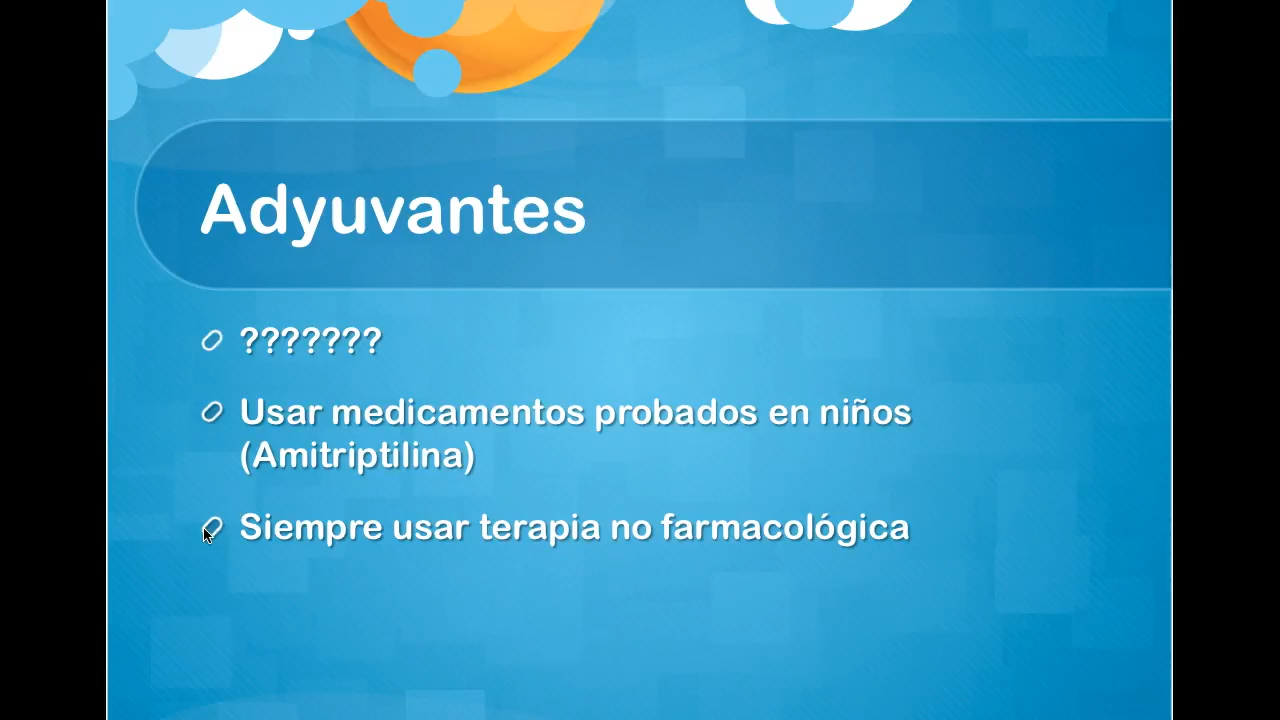 Adyuvantes
???????
Usar medicamentos probados en niños
(Amitriptilina)
Siempre usar terapia no farmacológica